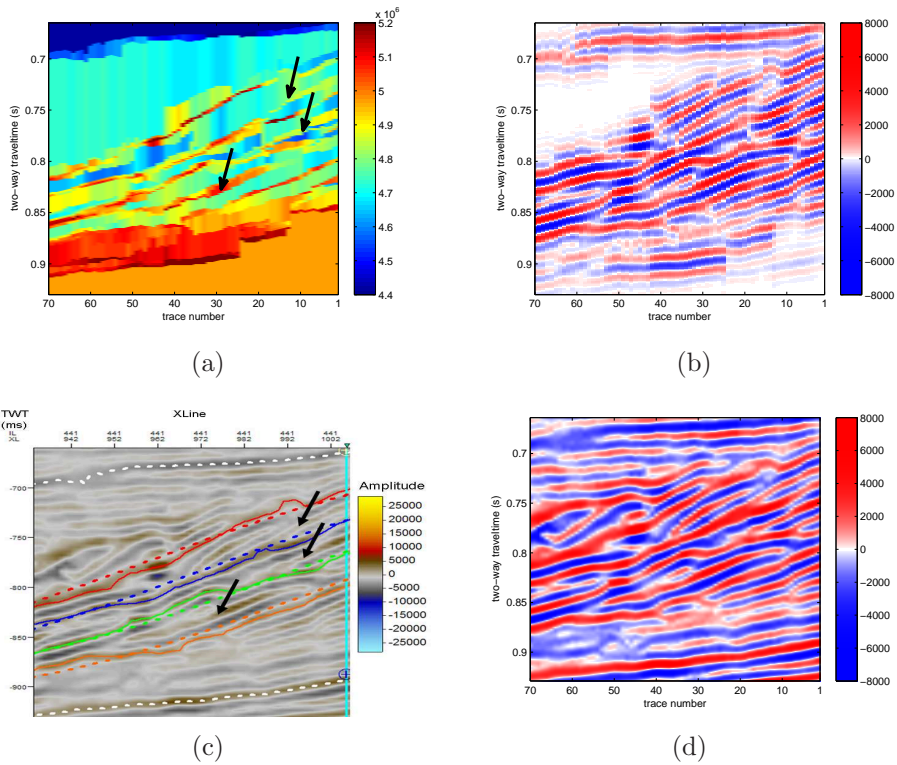 x 10^6
5.2
5.1
5
4.9
4.8
4.7
4.6
4.5
4.4
0.7
0.75
0.8
0.85
0.9
two−way traveltime (s)
70 60 50 40 30 20 10 1
trace number
(a)
8000
6000
4000
2000
0
−2000
−4000
−6000
−8000
0.7
0.75
0.8
0.85
0.9
two−way traveltime (s)
70 60 50 40 30 20 10 1
trace number
(b)
TWT
(ms)
XLine
441 441 441 441 441 441 441
942 952 962 972 982 992 1002
-700
-800
-850
-900
Amplitude
25000
20000
15000
10000
5000
0
-5000
-10000
-15000
-20000
-25000
(c)
8000
6000
4000
2000
0
−2000
−4000
−6000
−8000
0.7
0.75
0.8
0.85
0.9
two−way traveltime (s)
70 60 50 40 30 20 10 1
trace number
(d)